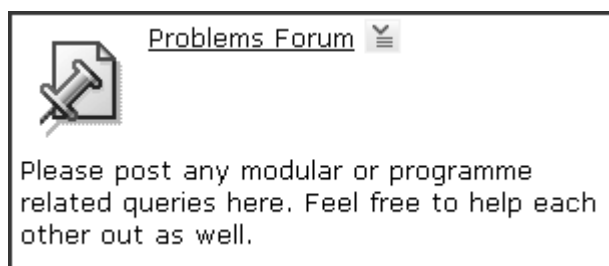 Problems Forum
Please post any modular or programme
related queries here. Feel free to help each
other out as well.